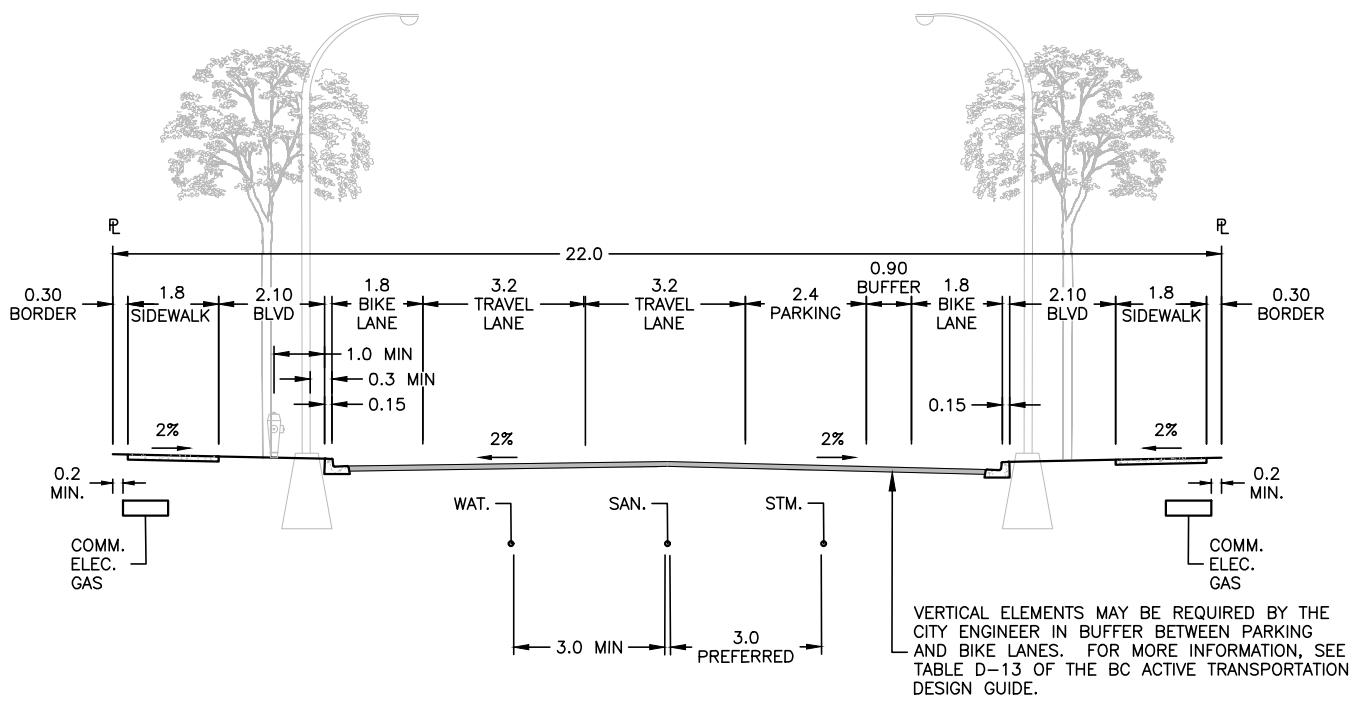 ℄ ℄
22.0
0.30
BORDER
1.8
SIDEWALK
2.10
BLVD
1.8
BIKE
LANE
3.2
TRAVEL
LANE
3.2
TRAVEL
LANE
2.4
PARKING
0.90
BUFFER
1.8
BIKE
LANE
2.10
BLVD
1.8
SIDEWALK
0.30
BORDER
1.0 MIN
0.3 MIN
0.15
0.15
2%
2%
2%
2%
0.2
MIN.
0.2
MIN.
WAT.
SAN.
STM.
COMM.
ELEC.
GAS
COMM.
ELEC.
GAS
3.0 MIN
3.0
PREFERRED
VERTICAL ELEMENTS MAY BE REQUIRED BY THE
CITY ENGINEER IN BUFFER BETWEEN PARKING
AND BIKE LANES. FOR MORE INFORMATION, SEE
TABLE D-13 OF THE BC ACTIVE TRANSPORTATION
DESIGN GUIDE.